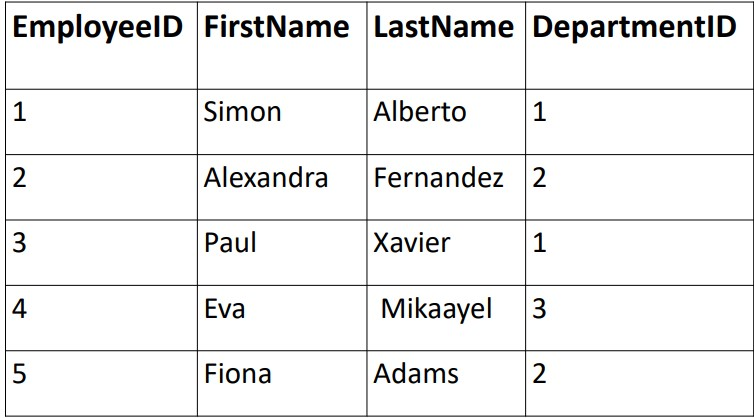 EmployeeID FirstName LastName DepartmentID
1 Simon Alberto 1
2 Alexandra Fernandez 2
3 Paul Xavier 1
4 Eva Mikaayel 3
5 Fiona Adams 2